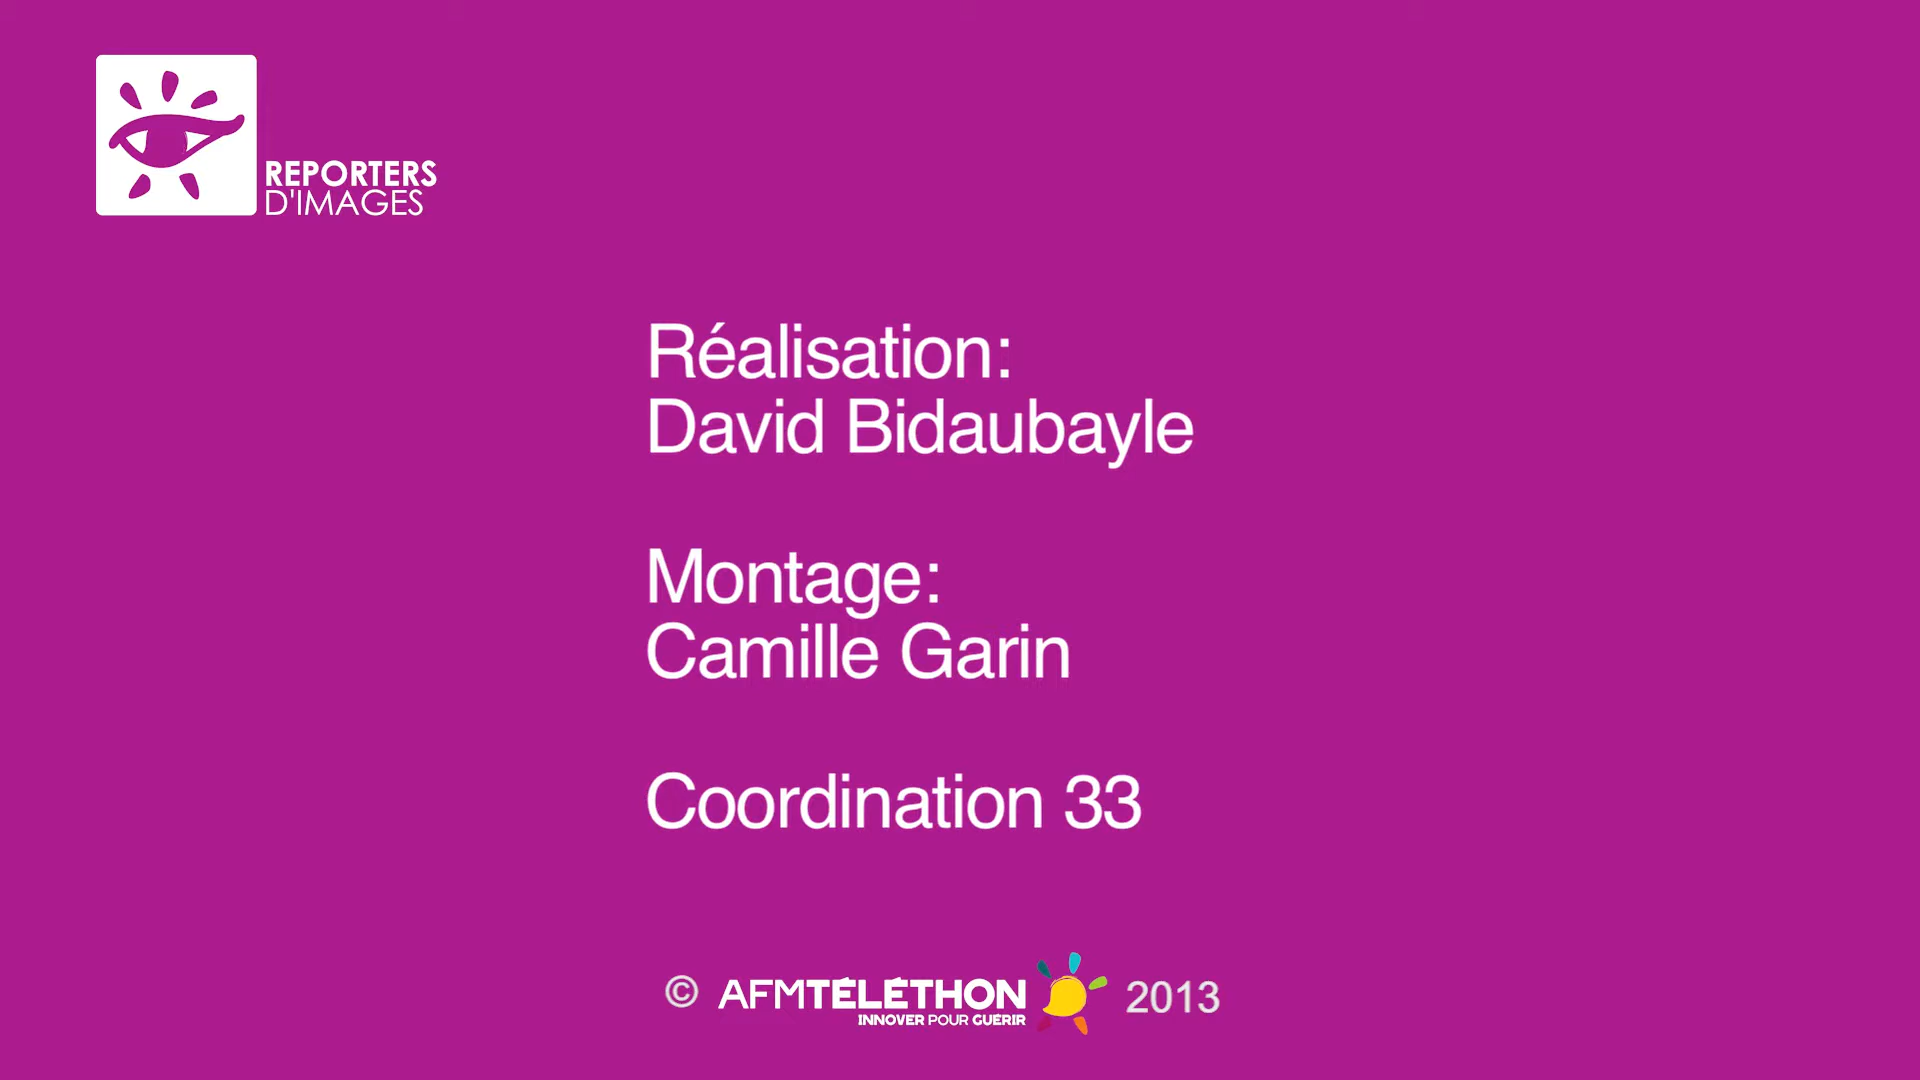 REPORTERS
D'IMAGES
Réalisation:
David Bidaubayle
Montage:
Camille Garin
Coordination 33
© AFMTÉLÉTHON 2013
INNOVER POUR GUÉRIR